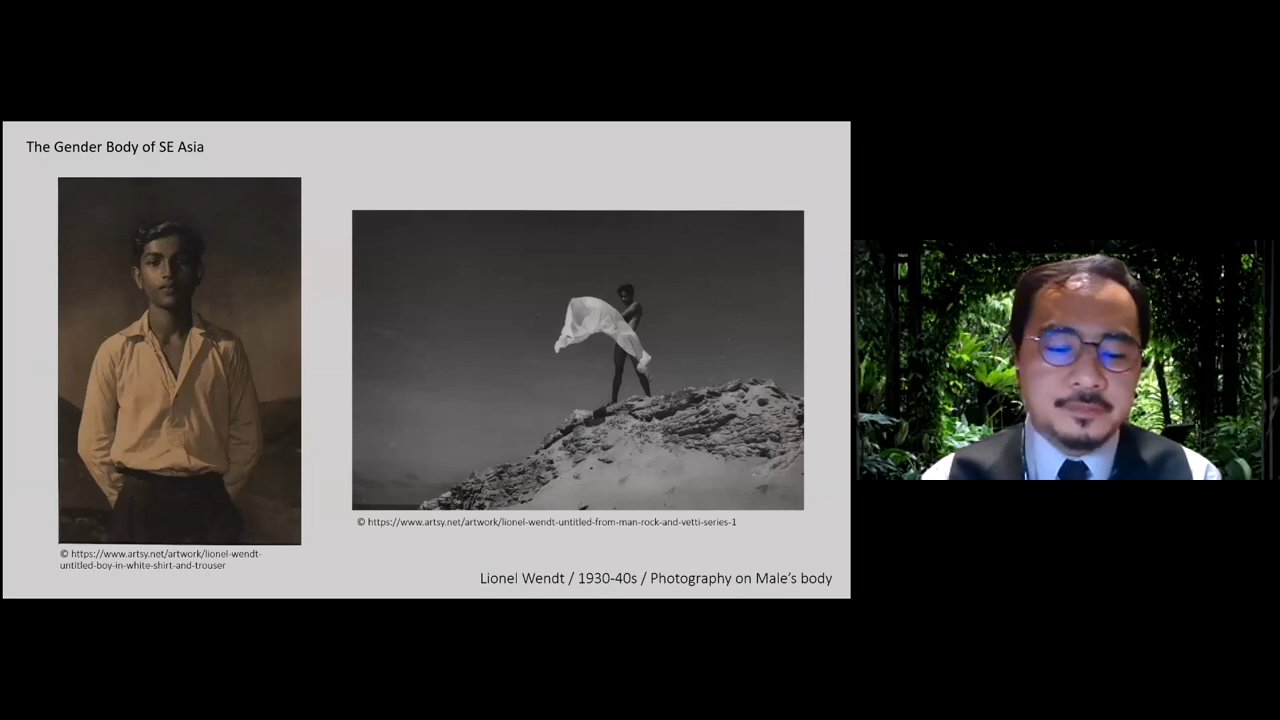 The Gender Body of SE Asia
© https://www.artsy.net/artwork/lionel-wendt-
untitled-boy-in-white-shirt-and-trouser
© https://www.artsy.net/artwork/lionel-wendt-untitled-from-man-rock-and-vetti-series-1
Lionel Wendt / 1930-40s / Photography on Male's body